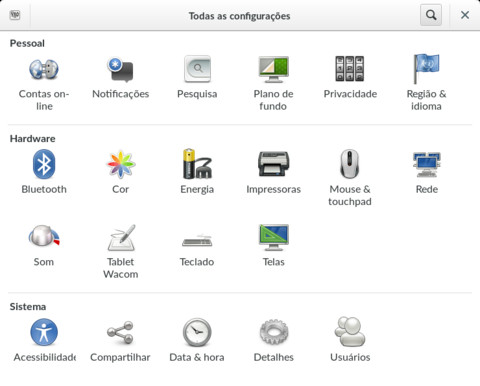 Todas as configurações
Pessoal
Contas on-
line
Notificações
Pesquisa
Plano de
fundo
Privacidade
Região &
idioma
Hardware
Bluetooth
Cor
Energia
Impressoras
Mouse &
touchpad
Rede
Som
Tablet
Wacom
Teclado
Telas
Sistema
Acessibilidade
Compartilhar
Data & hora
Detalhes
Usuários